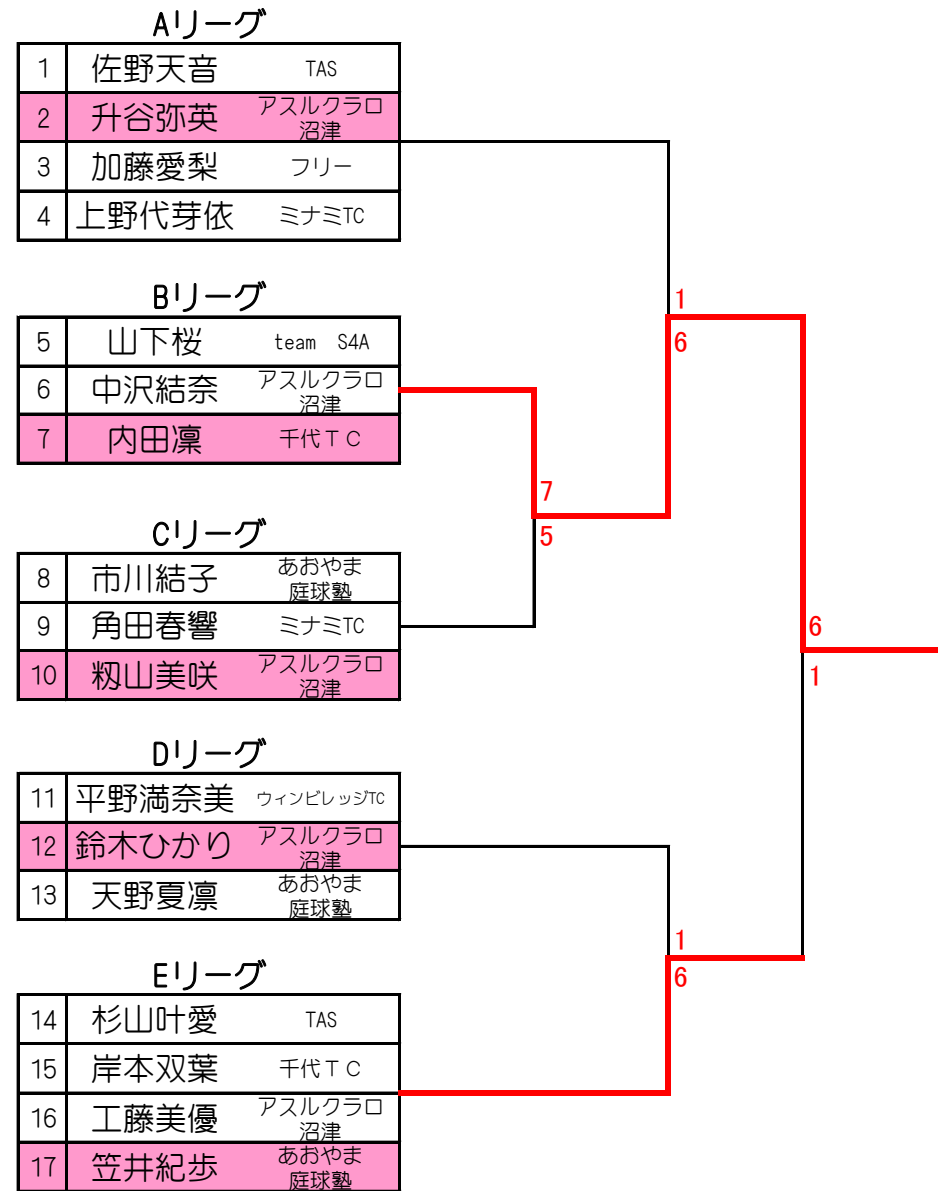 Aリーグ
1 佐野天音 TAS
2 升谷弥英 アスルクラロ
沼津
3 加藤愛梨 フリー
4 上野代芽依 ミナミTC
1
6
Bリーグ
5 山下桜 team S4A
6 中沢結奈 アスルクラロ
沼津
7 内田凜 千代ＴＣ
7
5
Cリーグ
8 市川結子 あおやま
庭球塾
9 角田春響 ミナミTC
10 籾山美咲 アスルクラロ
沼津
6
1
Dリーグ
11 平野満奈美 ウィンビレッジTC
12 鈴木ひかり アスルクラロ
沼津
13 天野夏凛 あおやま
庭球塾
1
6
Eリーグ
14 杉山叶愛 TAS
15 岸本双葉 千代ＴＣ
16 工藤美優 アスルクラロ
沼津
17 笠井紀歩 あおやま
庭球塾